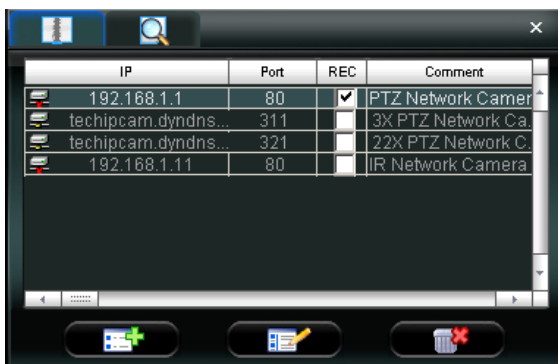 IP Port REC Comment
192.168.1.1 80 PTZ Network Camer
techipcam.dyndns... 311 3X PTZ Network Ca.
techipcam.dyndns... 321 22X PTZ Network C.
192.168.1.11 80 IR Network Camera